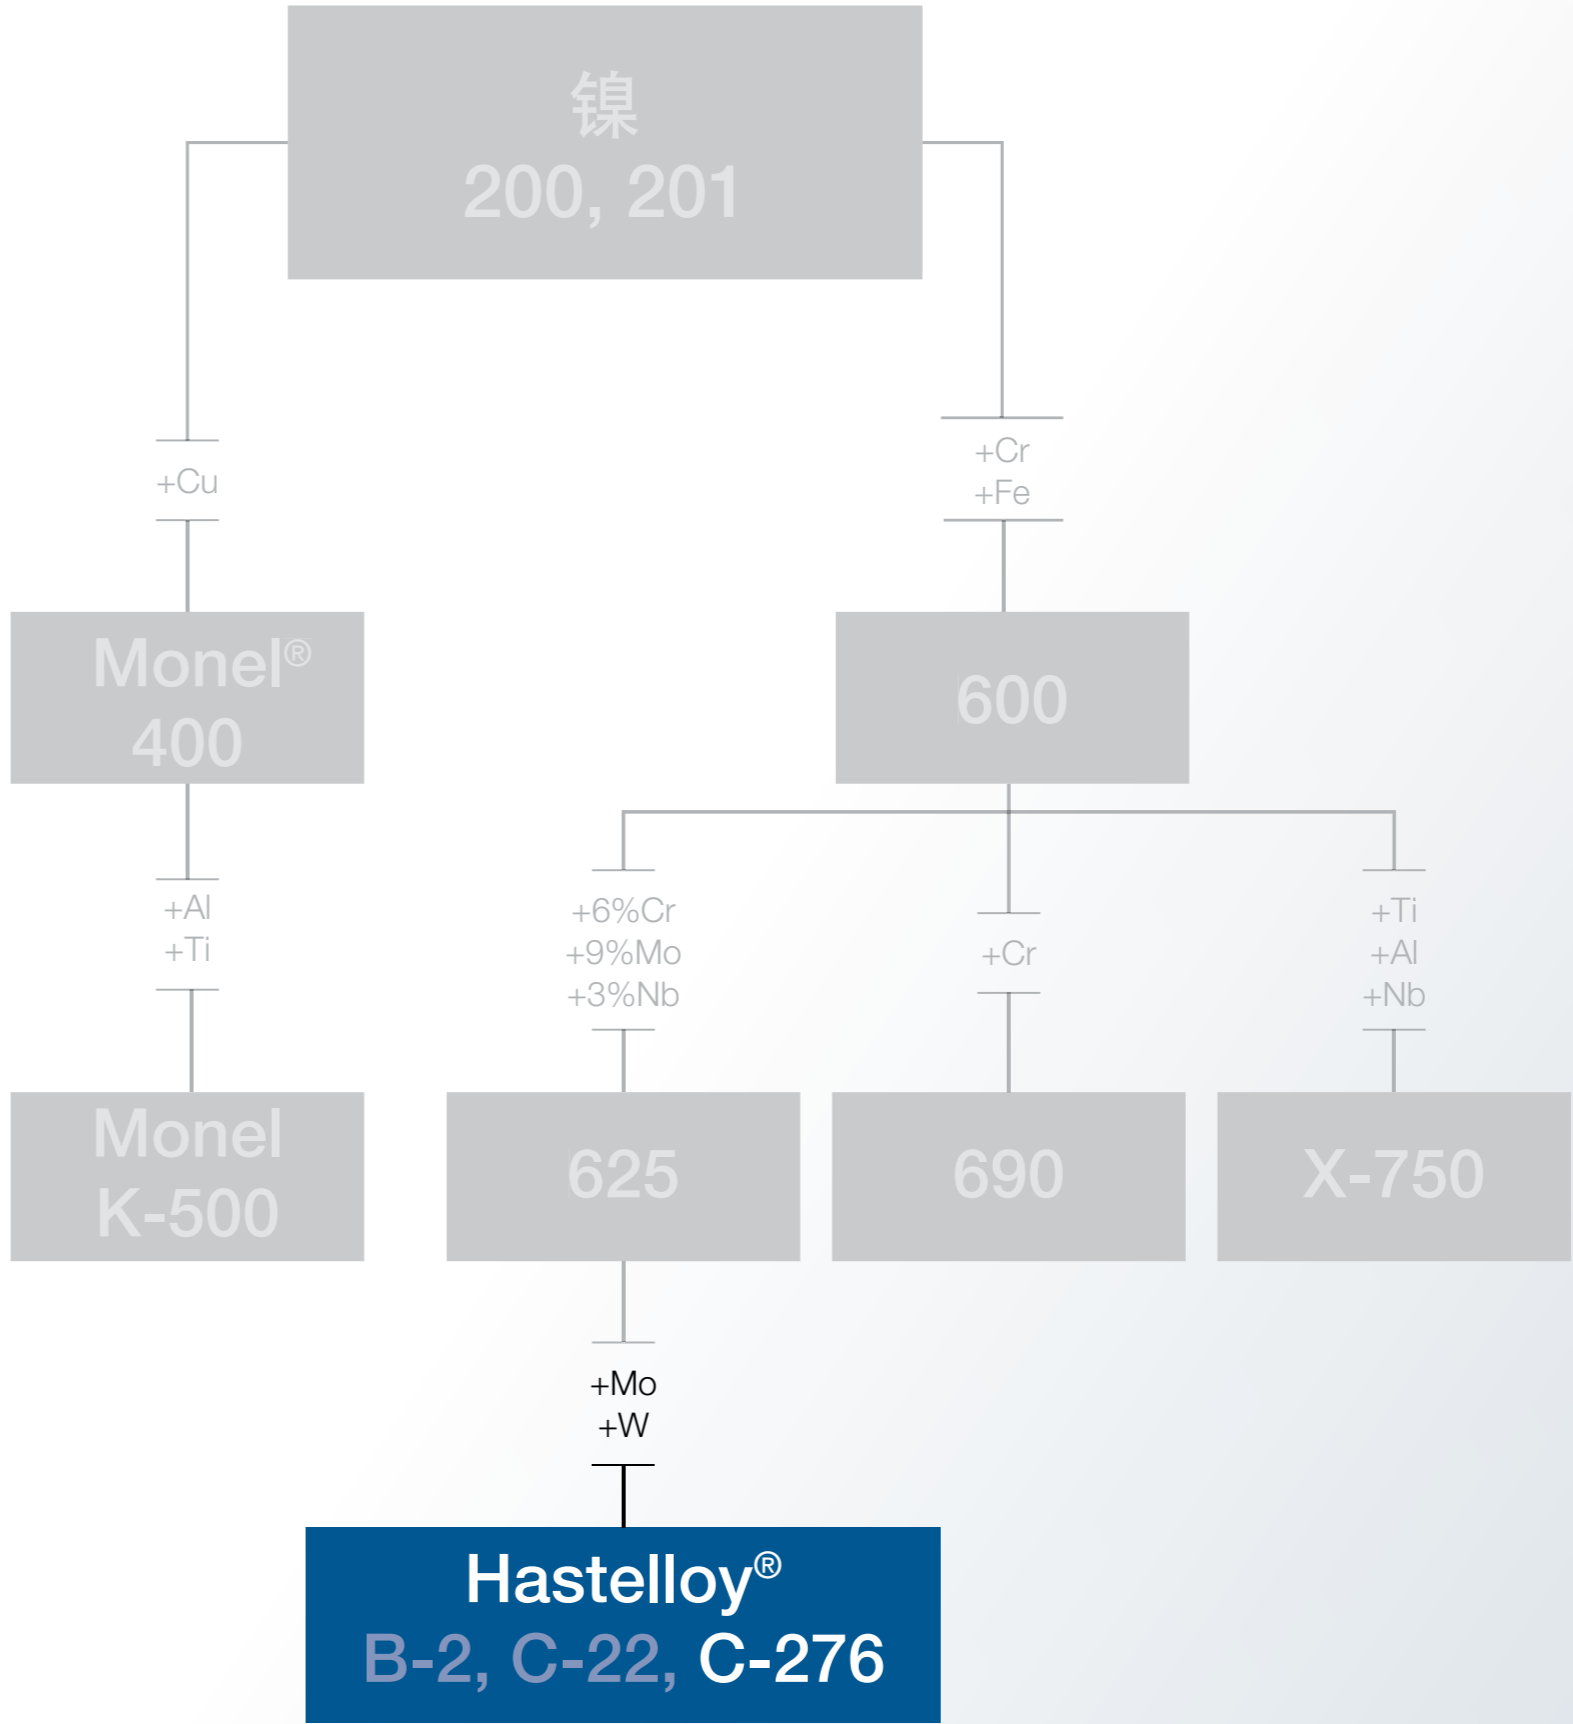 镍
200, 201
+Cu
+Cr
+Fe
Monel®
400
600
+Al
+Ti
+6%Cr
+9%Mo
+3%Nb
+Cr
+Ti
+Al
+Nb
Monel
K-500
625
690
X-750
+Mo
+W
Hastelloy®
B-2, C-22, C-276